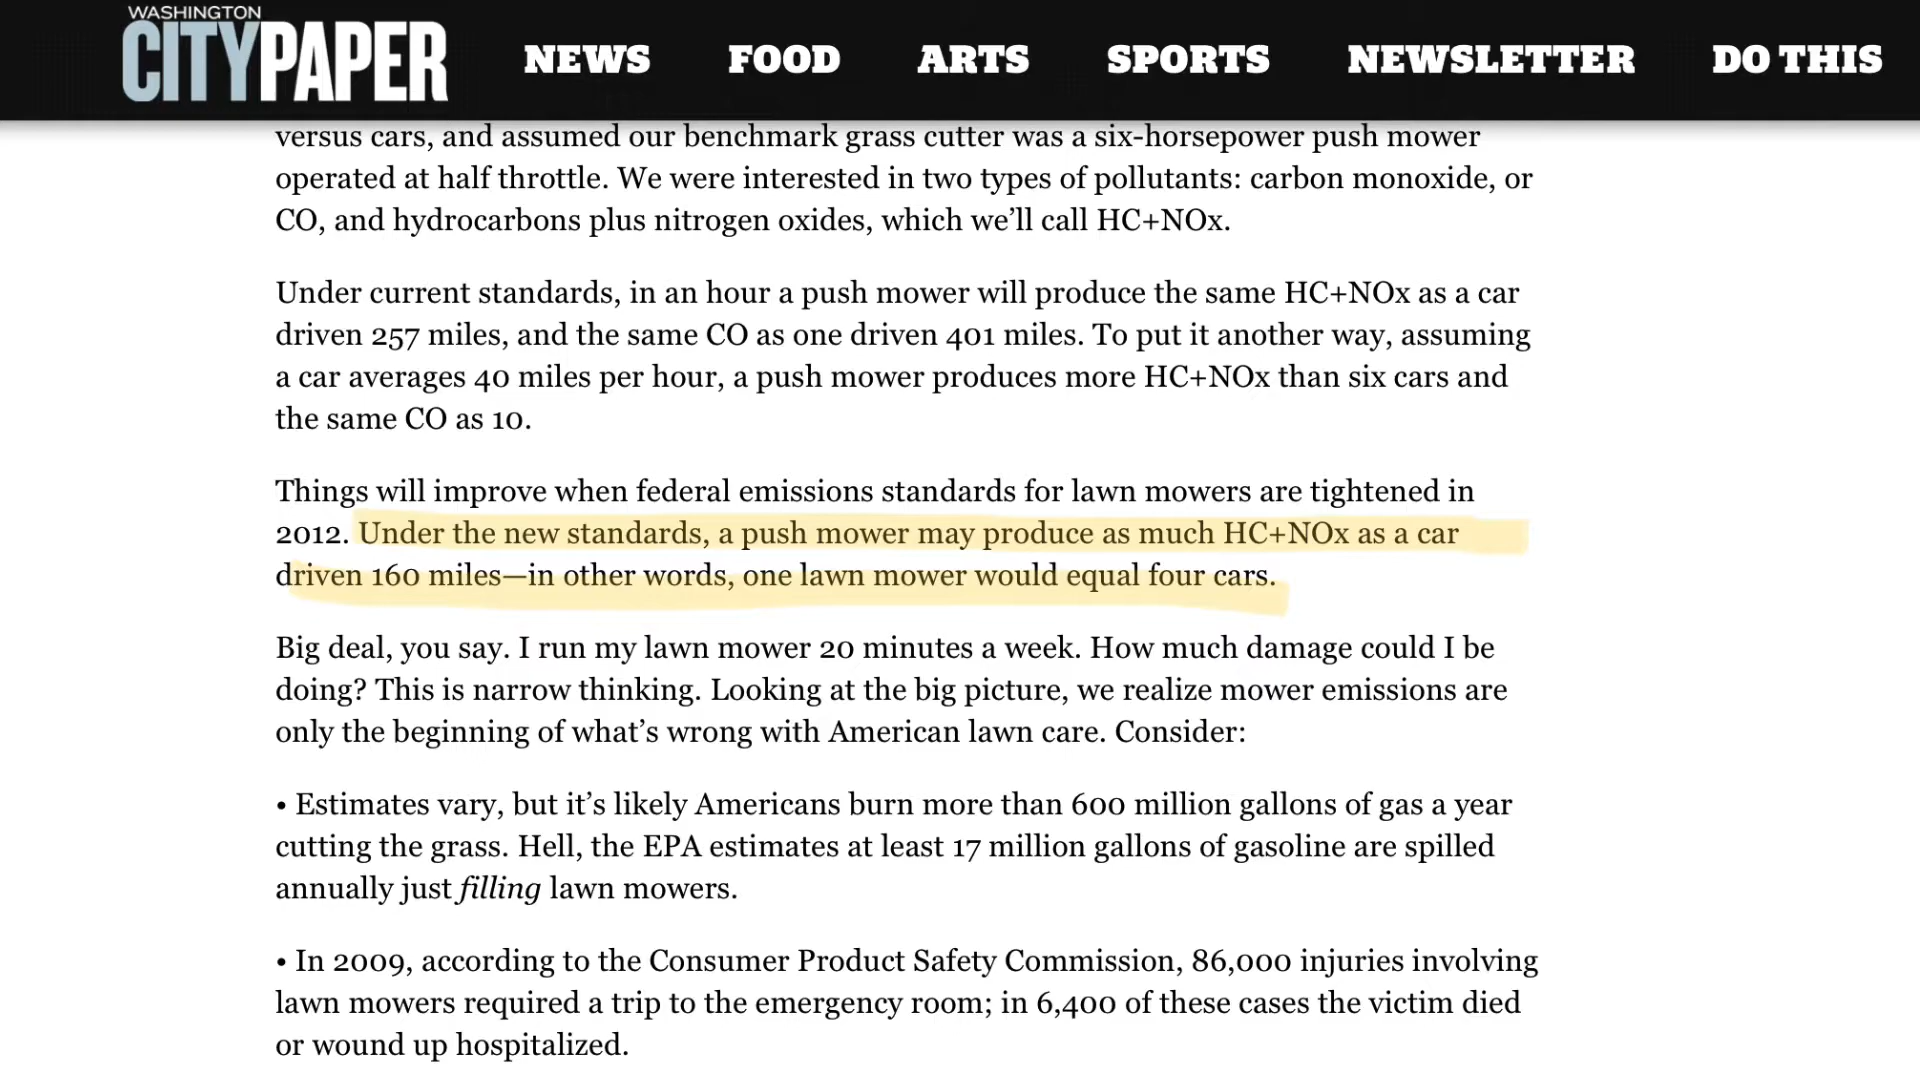 WASHINGTON
CITYPAPER
NEWS FOOD ARTS SPORTS NEWSLETTER DO THIS
versus cars, and assumed our benchmark grass cutter was a six-horsepower push mower
operated at half throttle. We were interested in two types of pollutants: carbon monoxide, or
CO, and hydrocarbons plus nitrogen oxides, which we’ll call HC+NOx.
Under current standards, in an hour a push mower will produce the same HC+NOx as a car
driven 257 miles, and the same CO as one driven 401 miles. To put it another way, assuming
a car averages 40 miles per hour, a push mower produces more HC+NOx than six cars and
the same CO as 10.
Things will improve when federal emissions standards for lawn mowers are tightened in
2012. Under the new standards, a push mower may produce as much HC+NOx as a car
driven 160 miles—in other words, one lawn mower would equal four cars.
Big deal, you say. I run my lawn mower 20 minutes a week. How much damage could I be
doing? This is narrow thinking. Looking at the big picture, we realize mower emissions are
only the beginning of what’s wrong with American lawn care. Consider:
• Estimates vary, but it’s likely Americans burn more than 600 million gallons of gas a year
cutting the grass. Hell, the EPA estimates at least 17 million gallons of gasoline are spilled
annually just filling lawn mowers.
• In 2009, according to the Consumer Product Safety Commission, 86,000 injuries involving
lawn mowers required a trip to the emergency room; in 6,400 of these cases the victim died
or wound up hospitalized.